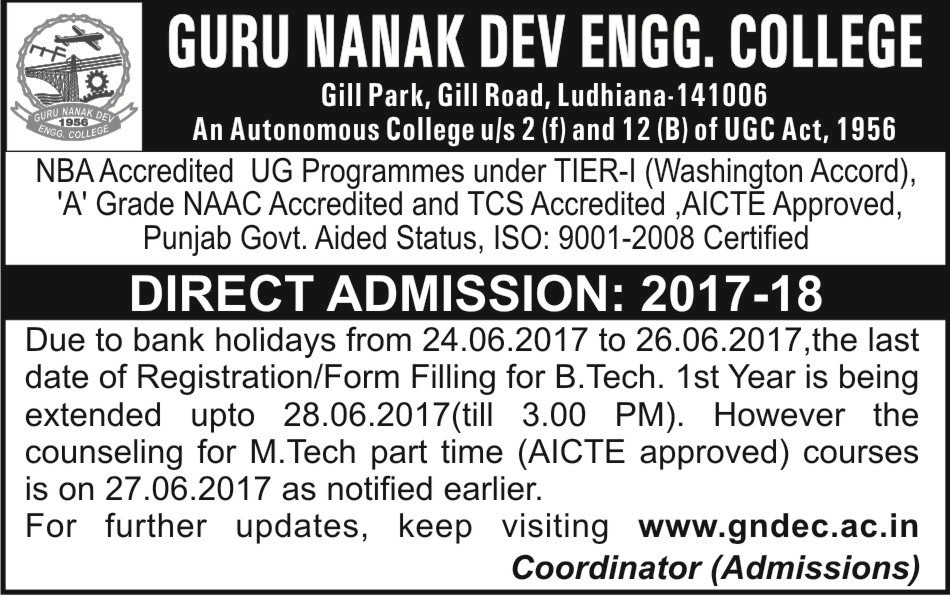 GURU NANAK DEV ENGG. COLLEGE
Gill Park, Gill Road, Ludhiana-141006
An Autonomous College u/s 2 (f) and 12 (B) of UGC Act, 1956
GURU NANAK DEV
1956
ENGG. COLLEGE
NBA Accredited UG Programmes under TIER-I (Washington Accord),
'A' Grade NAAC Accredited and TCS Accredited ,AICTE Approved,
Punjab Govt. Aided Status, ISO: 9001-2008 Certified
DIRECT ADMISSION: 2017-18
Due to bank holidays from 24.06.2017 to 26.06.2017,the last
date of Registration/Form Filling for B.Tech. 1st Year is being
extended upto 28.06.2017(till 3.00 PM). However the
counseling for M.Tech part time (AICTE approved) courses
is on 27.06.2017 as notified earlier.
For further updates, keep visiting www.gndec.ac.in
Coordinator (Admissions)